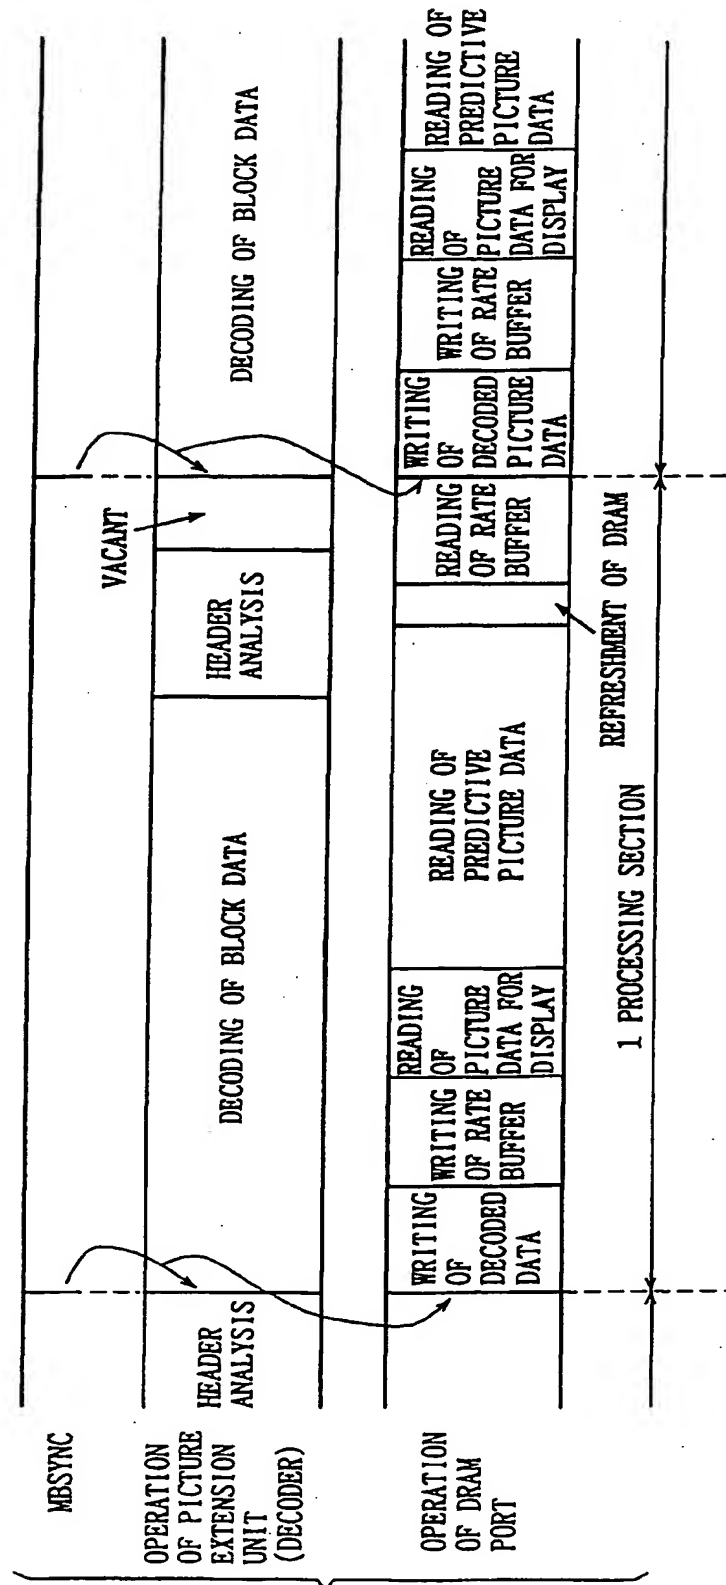 MBSYNC
OPERATION
OF PICTURE
EXTENSION
UNIT
(DECODER)
HEADER
ANALYSIS
DECODING OF BLOCK DATA
HEADER
ANALYSIS
VACANT
DECODING OF BLOCK DATA
OPERATION
OF DRAM
PORT
WRITING
OF
DECODED
DATA
WRITING
OF RATE
BUFFER
READING
OF
PICTURE
DATA FOR
DISPLAY
READING OF
PREDICTIVE
PICTURE DATA
REFRESHMENT OF DRAM
READING
OF RATE
BUFFER
WRITING
OF
DECODED
PICTURE
DATA
WRITING
OF RATE
BUFFER
READING
OF
PICTURE
DATA FOR
DISPLAY
READING OF
PREDICTIVE
PICTURE
DATA
1 PROCESSING SECTION